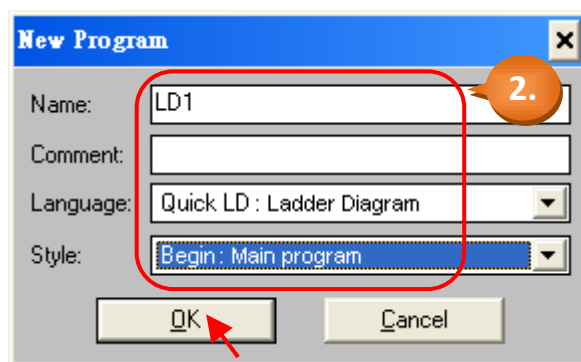 New Program
2.
Name: LD1
Comment:
Language: Quick LD : Ladder Diagram
Style: Begin : Main program
OK Cancel